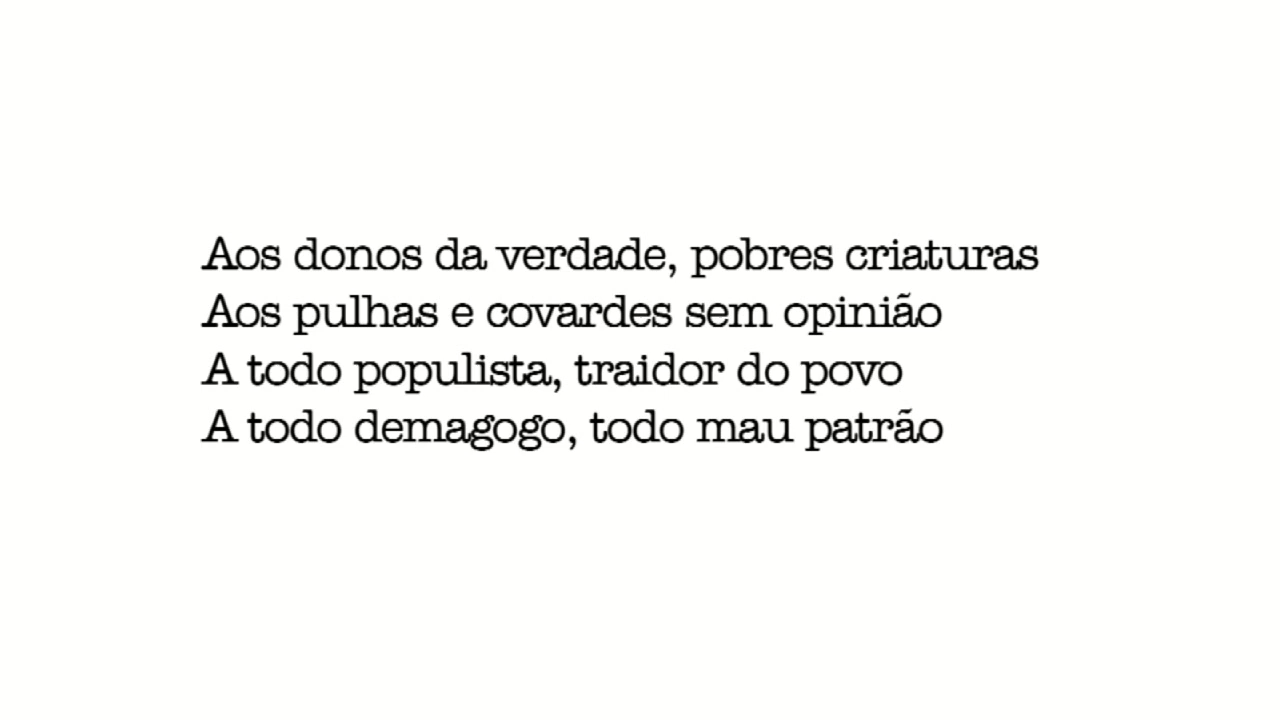 Aos donos da verdade, pobres criaturas
Aos pulhas e covardes sem opinião
A todo populista, traidor do povo
A todo demagogo, todo mau patrão